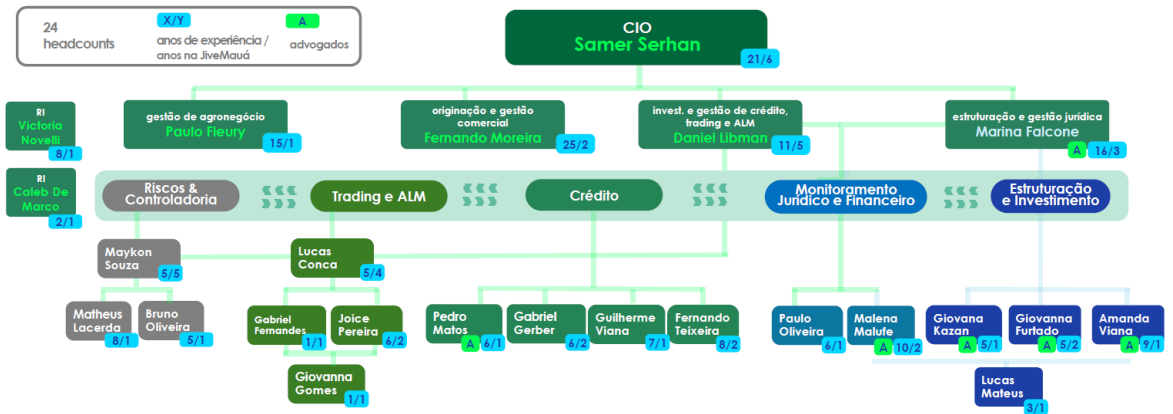 24
headcounts
X/Y
anos de experiência /
anos na JiveMauá
A
advogados
CIO
Samer Serhan
21/6
RI
Victoria
Novelli
8/1
gestão de agronegócio
Paulo Fleury
15/1
originação e gestão
comercial
Fernando Moreira
25/2
invest. e gestão de crédito,
trading e ALM
Daniel Libman
11/5
estruturação e gestão jurídica
Marina Falcone
A
16/3
RI
Caleb De
Marco
2/1
Riscos &
Controladoria
Trading e ALM
Crédito
Monitoramento
Jurídico e Financeiro
Estruturação
e Investimento
Maykon
Souza
5/5
Lucas
Conca
5/4
Matheus
Lacerda
8/1
Bruno
Oliveira
5/1
Gabriel
Fernandes
1/1
Joice
Pereira
6/2
Pedro
Matos
A
6/1
Gabriel
Gerber
6/2
Guilherme
Viana
7/1
Fernando
Teixeira
8/2
Paulo
Oliveira
6/1
Malena
Malute
A
10/2
Giovana
Kazan
A
5/1
Giovanna
Furtado
A
5/2
Amanda
Viana
A
9/1
Giovanna
Gomes
1/1
Lucas
Mateus
3/1